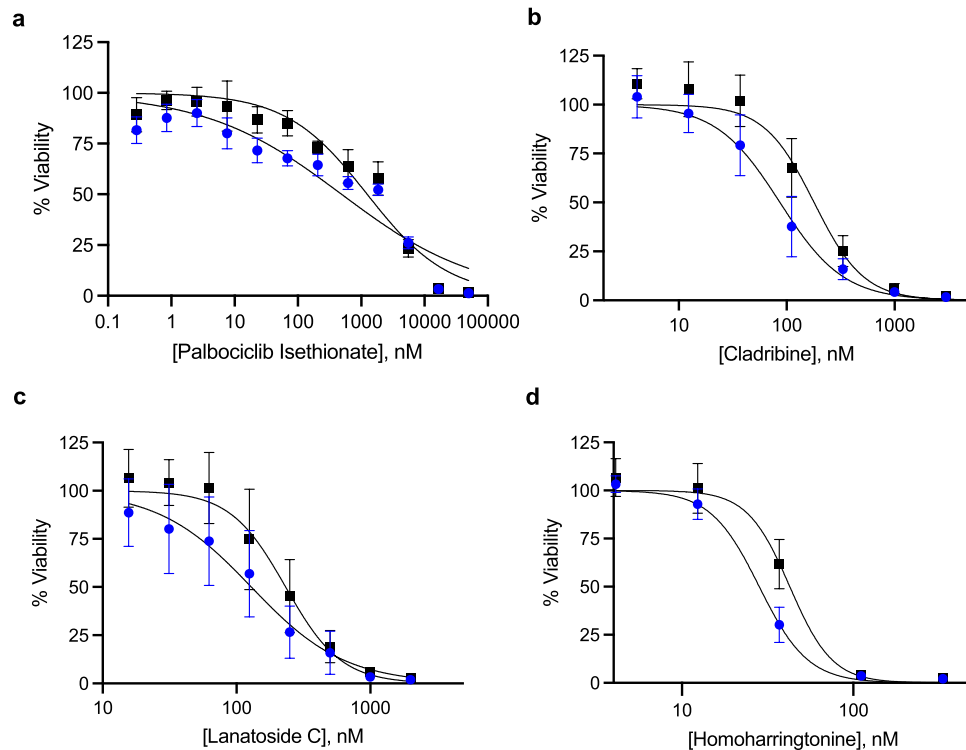 a
125
100
75
50
25
0
% Viability
0.1 1 10 100 1000 10000 100000
[Palbociclib Isethionate], nM
b
125
100
75
50
25
0
% Viability
10 100 1000
[Cladribine], nM
c
125
100
75
50
25
0
% Viability
10 100 1000
[Lanatoside C], nM
d
125
100
75
50
25
0
% Viability
10 100
[Homoharringtonine], nM